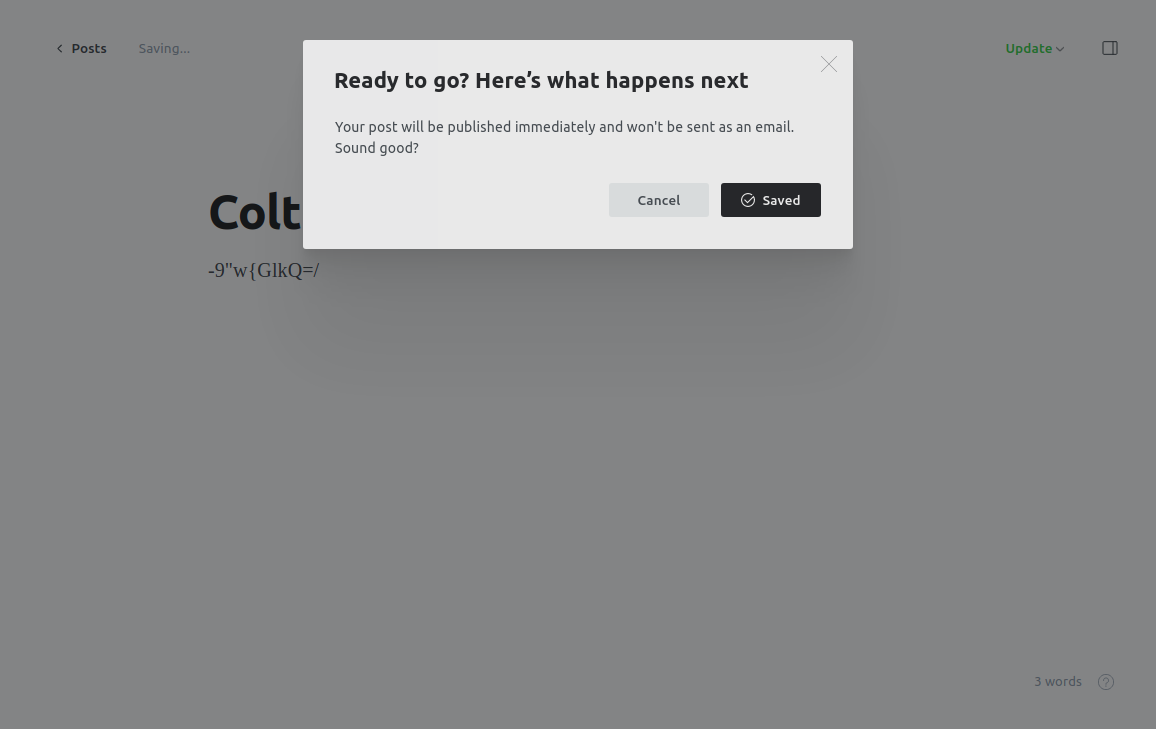 Posts
Saving...
Update
Ready to go? Here’s what happens next
Your post will be published immediately and won't be sent as an email.
Sound good?
Cancel
Saved
Colt
-9"w{GlkQ=/
3 words